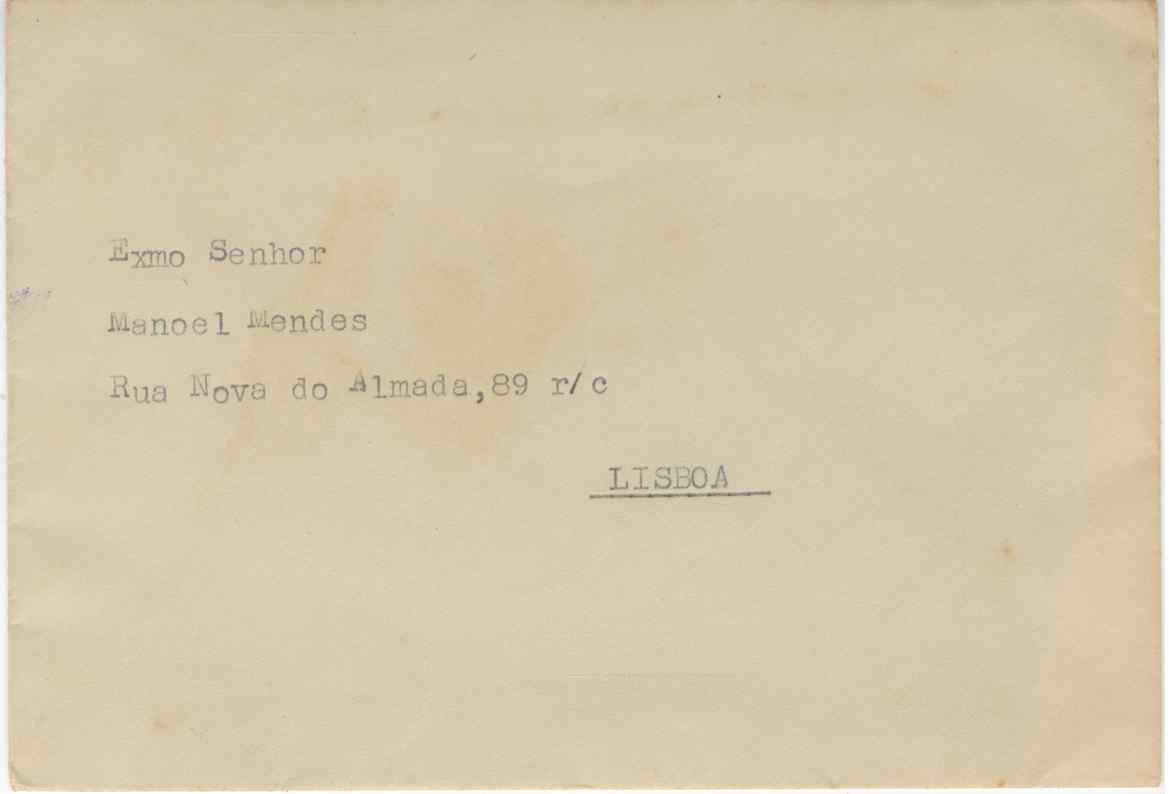 Exmo Senhor
Manoel Mendes
Rua Nova do Almada,89 r/c
LISBOA